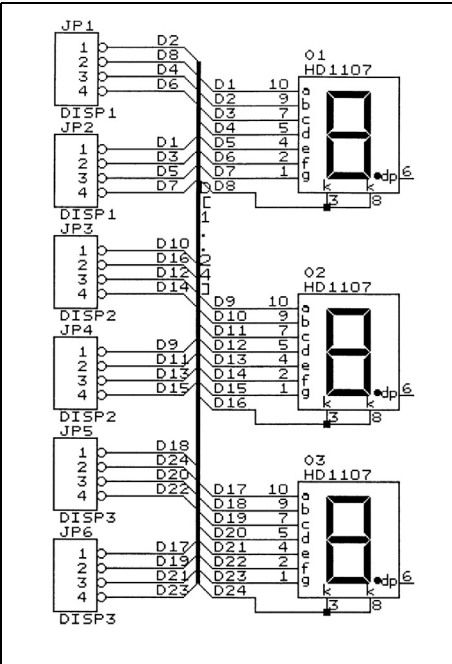 JP1
1 D2
2 D8
3 D4
4 D6
DISP1
JP2
1 D1
2 D3
3 D5
4 D7
DISP1
JP3
1 D10
2 D16
3 D12
4 D14
DISP2
JP4
1 D9
2 D11
3 D13
4 D15
DISP2
JP5
1 D18
2 D24
3 D20
4 D22
DISP3
JP6
1 D17
2 D19
3 D21
4 D23
DISP3
D[1..24]
O1
HD1107
D1 10 a
D2 9 b
D3 7 c
D4 5 d
D5 4 e
D6 2 f
D7 1 g
D8
k k
dp 6
3 8
O2
HD1107
D9 10 a
D10 9 b
D11 7 c
D12 5 d
D13 4 e
D14 2 f
D15 1 g
D16
k k
dp 6
3 8
O3
HD1107
D17 10 a
D18 9 b
D19 7 c
D20 5 d
D21 4 e
D22 2 f
D23 1 g
D24
k k
dp 6
3 8